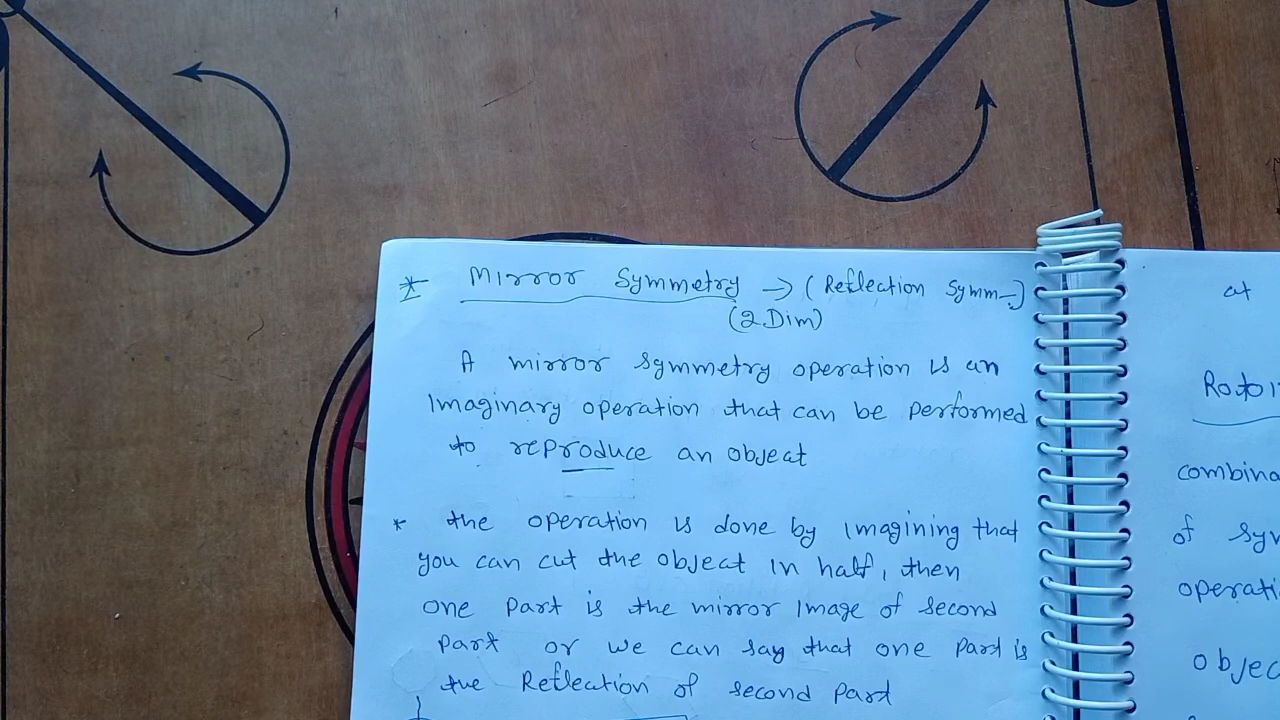 * Mirror Symmetry → (Reflection Symm-)
(2 Dim)
A mirror symmetry operation is an
Imaginary operation that can be performed
to reproduce an object
* the operation is done by Imagining that
you can cut the object in half, then
one Part is the mirror Image of second
Part or we can say that one Part is
the Reflection of second Part
at
combina
of sy
operati
objec